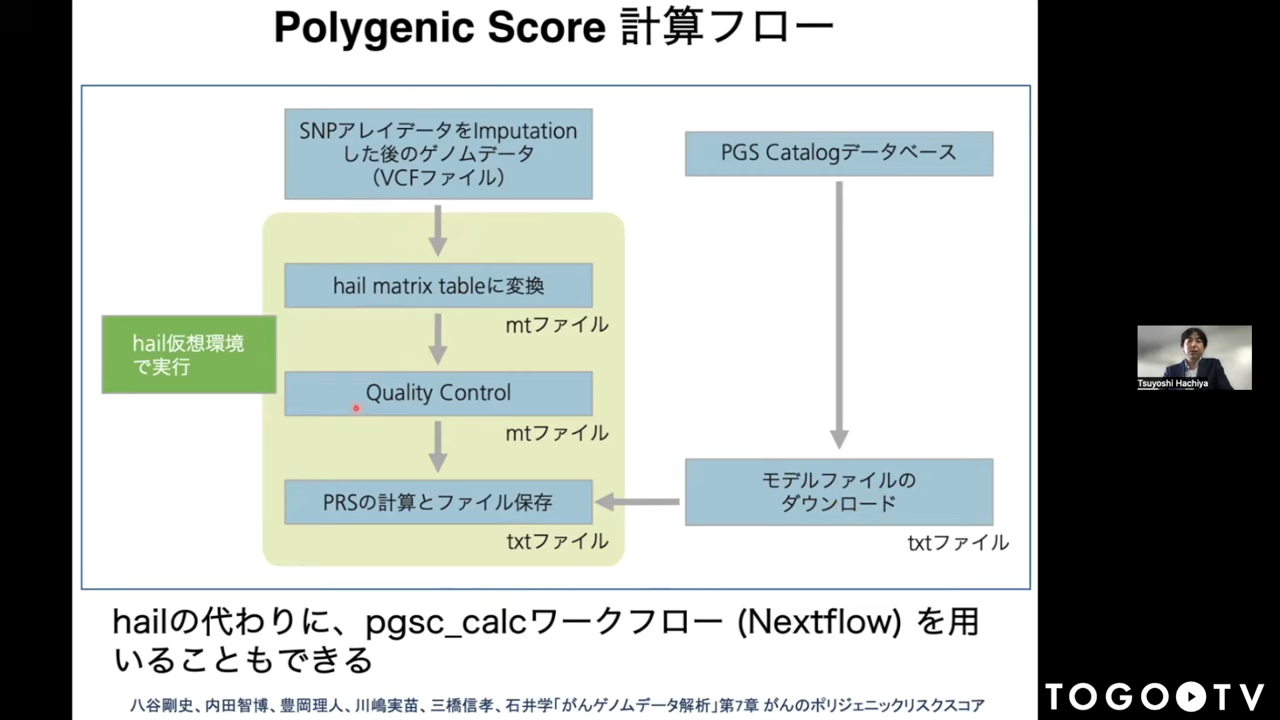 Polygenic Score 計算フロー
SNPアレイデータをImputation
した後のゲノムデータ
（VCFファイル）
PGS Catalogデータベース
hail matrix tableに変換
mtファイル
hail仮想環境
で実行
Quality Control
mtファイル
モデルファイルの
ダウンロード
PRSの計算とファイル保存
txtファイル
txtファイル
hailの代わりに、pgsc_calcワークフロー (Nextflow) を用
いることもできる
八谷剛史、内田智博、豊岡理人、川嶋実苗、三橋信孝、石井学「がんゲノムデータ解析」第7章 がんのポリジェニックリスクスコア
Tsuyoshi Hachiya
TOGO TV